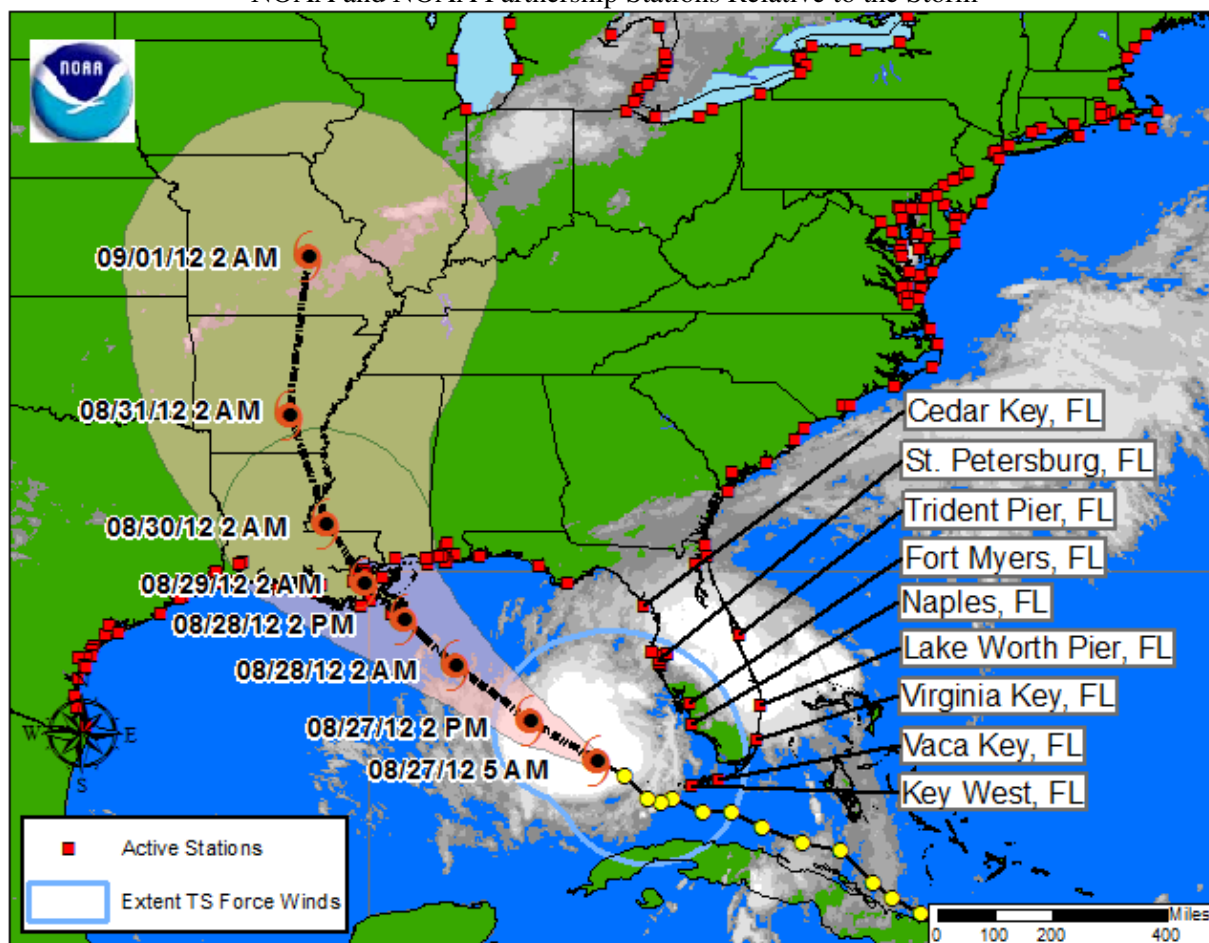 NOAA and NOAA Partnership Stations Relative to the Storm
NOAA
09/01/12 2 AM
08/31/12 2 AM
08/30/12 2 AM
08/29/12 2 AM
08/28/12 2 PM
08/28/12 2 AM
08/27/12 2 PM
08/27/12 5 AM
Cedar Key, FL
St. Petersburg, FL
Trident Pier, FL
Fort Myers, FL
Naples, FL
Lake Worth Pier, FL
Virginia Key, FL
Vaca Key, FL
Key West, FL
N
W E
S
Active Stations
Extent TS Force Winds
Miles
0 100 200 400